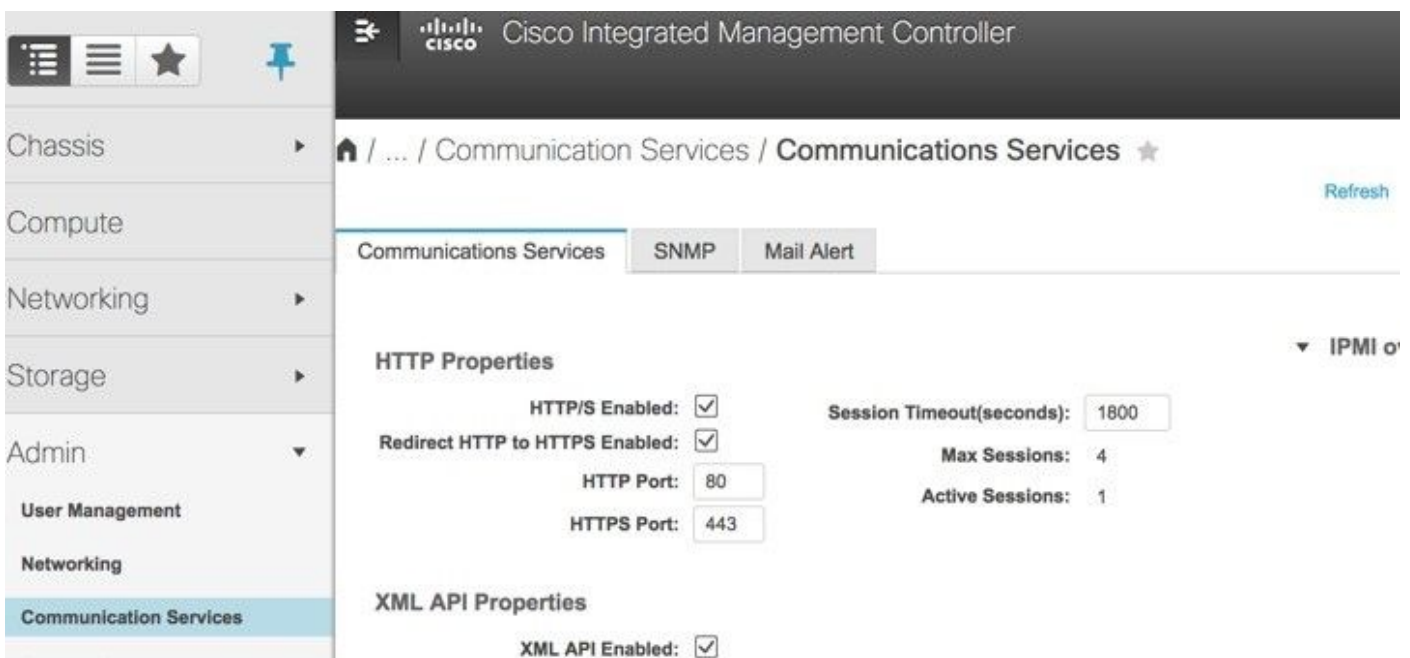 cisco Cisco Integrated Management Controller
Chassis
Compute
Networking
Storage
Admin
User Management
Networking
Communication Services
/ ... / Communication Services / Communications Services
Refresh
Communications Services SNMP Mail Alert
HTTP Properties
HTTP/S Enabled:
Redirect HTTP to HTTPS Enabled:
HTTP Port: 80
HTTPS Port: 443
Session Timeout(seconds): 1800
Max Sessions: 4
Active Sessions: 1
IPMI
XML API Properties
XML API Enabled: